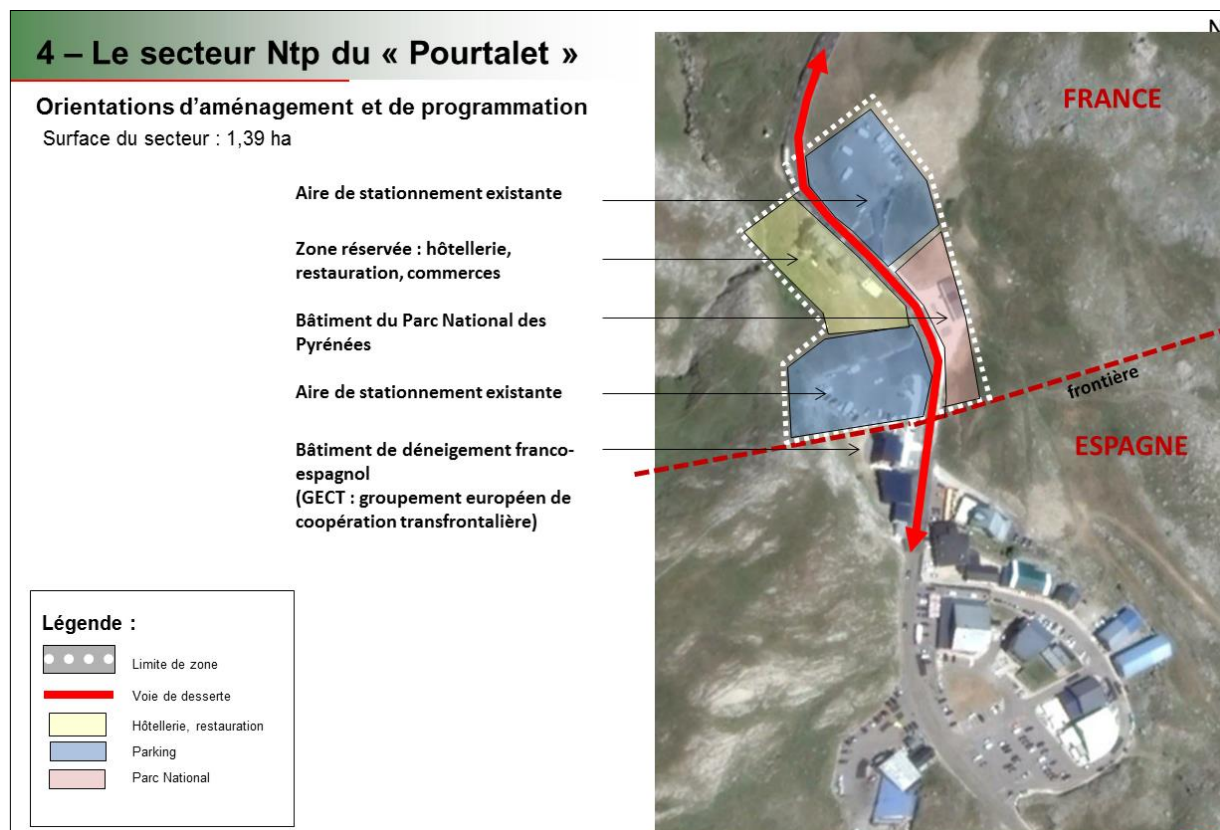 4 – Le secteur Ntp du « Pourtalet »
N
Orientations d'aménagement et de programmation
Surface du secteur : 1,39 ha
FRANCE
Aire de stationnement existante
Zone réservée : hôtellerie,
restauration, commerces
Bâtiment du Parc National des
Pyrénées
Aire de stationnement existante
frontière
ESPAGNE
Bâtiment de déneigement franco-
espagnol
(GECT : groupement européen de
coopération transfrontalière)
Légende :
Limite de zone
Voie de desserte
Hôtellerie, restauration
Parking
Parc National